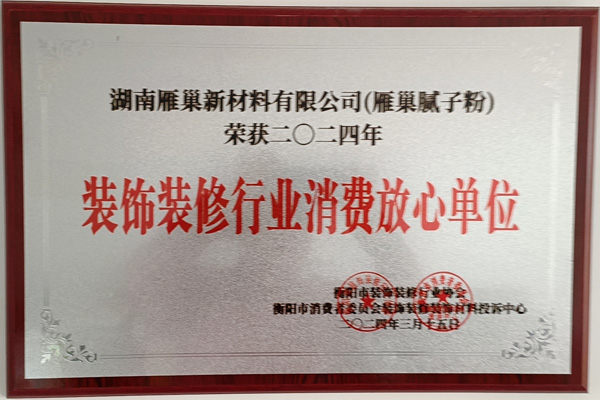 湖南雁巢新材料有限公司(雁巢腻子粉)
荣获二〇二四年
装饰装修行业消费放心单位
衡阳市装饰装修行业协会
衡阳市消费者委员会装饰装修装饰材料投诉中心
二〇二四年三月十五日